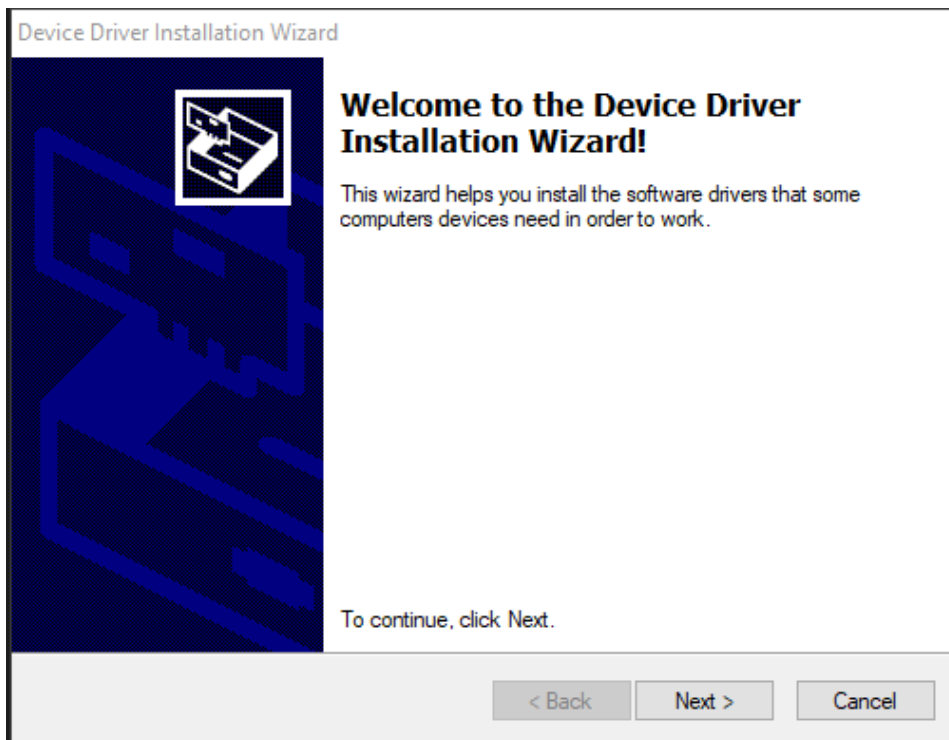 Device Driver Installation Wizard
Welcome to the Device Driver
Installation Wizard!
This wizard helps you install the software drivers that some
computers devices need in order to work.
To continue, click Next.
< Back
Next >
Cancel